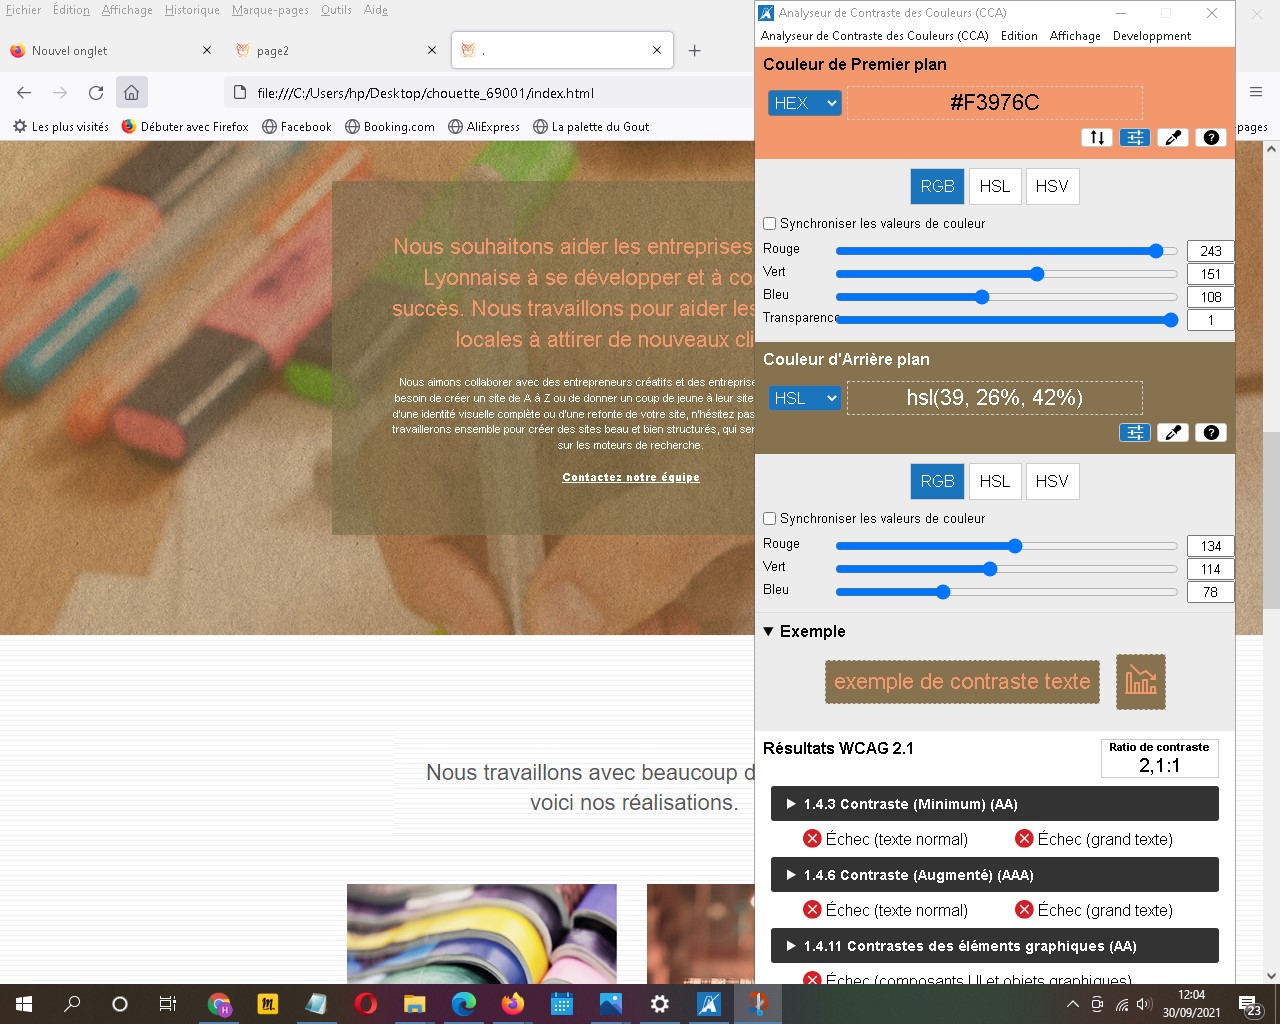 Fichier Édition Affichage Historique Marque-pages Outils Aide
Nouvel onglet
page2
.
file:///C:/Users/hp/Desktop/chouette_69001/index.html
Les plus visités
Débuter avec Firefox
Facebook
Booking.com
AliExpress
La palette du Gout
pages
Nous souhaitons aider les entreprises
Lyonnaise à se développer et à co
succès. Nous travaillons pour aider les
locales à attirer de nouveaux cli
Nous aimons collaborer avec des entrepreneurs créatifs et des entreprise
besoin de créer un site de A à Z ou de donner un coup de jeune à leur site
d'une identité visuelle complète ou d'une refonte de votre site, n'hésitez pas
travaillerons ensemble pour créer des sites beau et bien structurés, qui ser
sur les moteurs de recherche.
Contactez notre équipe
Nous travaillons avec beaucoup d
voici nos réalisations.
Analyseur de Contraste des Couleurs (CCA)
Analyseur de Contraste des Couleurs (CCA) Edition Affichage Developpment
Couleur de Premier plan
HEX #F3976C
RGB HSL HSV
Synchroniser les valeurs de couleur
Rouge 243
Vert 151
Bleu 108
Transparence 1
Couleur d'Arrière plan
HSL hsl(39, 26%, 42%)
RGB HSL HSV
Synchroniser les valeurs de couleur
Rouge 134
Vert 114
Bleu 78
Exemple
exemple de contraste texte
Résultats WCAG 2.1
Ratio de contraste
2,1:1
1.4.3 Contraste (Minimum) (AA)
Échec (texte normal) Échec (grand texte)
1.4.6 Contraste (Augmenté) (AAA)
Échec (texte normal) Échec (grand texte)
1.4.11 Contrastes des éléments graphiques (AA)
Échec (composants UI et objets graphiques)
12:04
30/09/2021
23